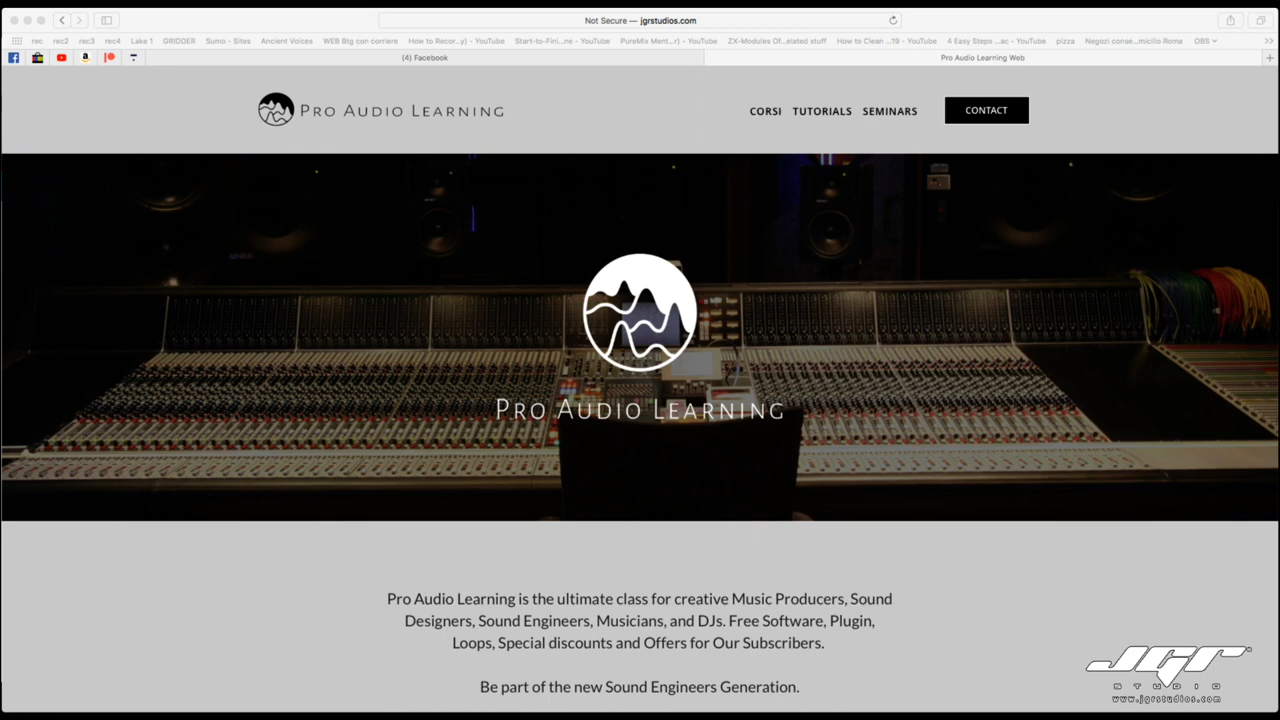 Not Secure — jgrstudios.com
rec rec2 rec3 rec4 Lake 1 GRIDDER Sumo - Sites Ancient Voices WEB Btg con corriere How to Recor...y) - YouTube Start-to-Fini...ne - YouTube PureMix Ment...r) - YouTube ZX-Modules Of...elated stuff How to Clean ...19 - YouTube 4 Easy Steps ...ac - YouTube pizza Negozi conse...micilio Roma OBS
(4) Facebook
Pro Audio Learning Web
PRO AUDIO LEARNING
CORSI TUTORIALS SEMINARS CONTACT
PRO AUDIO LEARNING
Pro Audio Learning is the ultimate class for creative Music Producers, Sound
Designers, Sound Engineers, Musicians, and DJs. Free Software, Plugin,
Loops, Special discounts and Offers for Our Subscribers.
Be part of the new Sound Engineers Generation.
JGR
STUDIO
www.jgrstudios.com